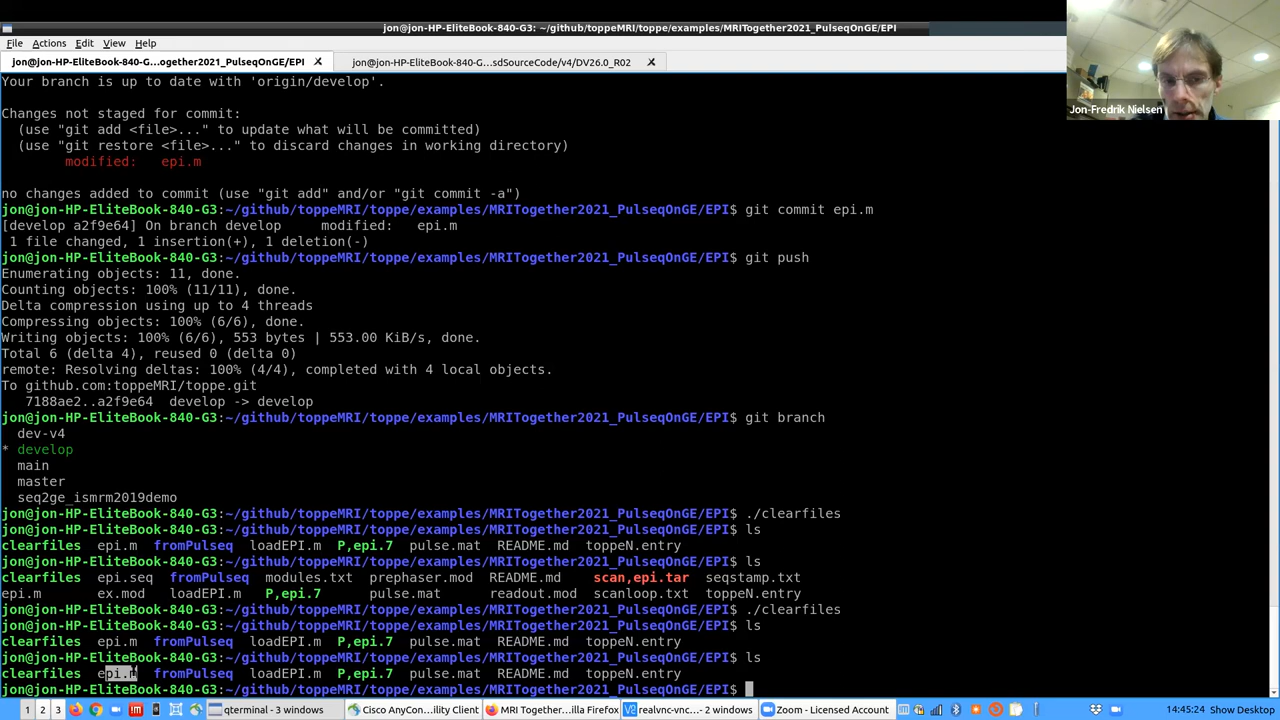 jon@jon-HP-EliteBook-840-G3: ~/github/toppeMRI/toppe/examples/MRITogether2021_PulseqOnGE/EPI
File Actions Edit View Help
jon@jon-HP-EliteBook-840-G...ogether2021_PulseqOnGE/EPI jon@jon-HP-EliteBook-840-G...sdSourceCode/v4/DV26.0_R02
Jon-Fredrik Nielsen
Your branch is up to date with 'origin/develop'.
Changes not staged for commit:
(use "git add <file>..." to update what will be committed)
(use "git restore <file>..." to discard changes in working directory)
modified: epi.m
no changes added to commit (use "git add" and/or "git commit -a")
jon@jon-HP-EliteBook-840-G3:~/github/toppeMRI/toppe/examples/MRITogether2021_PulseqOnGE/EPI$ git commit epi.m
[develop a2f9e64] On branch develop modified: epi.m
1 file changed, 1 insertion(+), 1 deletion(-)
jon@jon-HP-EliteBook-840-G3:~/github/toppeMRI/toppe/examples/MRITogether2021_PulseqOnGE/EPI$ git push
Enumerating objects: 11, done.
Counting objects: 100% (11/11), done.
Delta compression using up to 4 threads
Compressing objects: 100% (6/6), done.
Writing objects: 100% (6/6), 553 bytes | 553.00 KiB/s, done.
Total 6 (delta 4), reused 0 (delta 0)
remote: Resolving deltas: 100% (4/4), completed with 4 local objects.
To github.com:toppeMRI/toppe.git
7188ae2..a2f9e64 develop -> develop
jon@jon-HP-EliteBook-840-G3:~/github/toppeMRI/toppe/examples/MRITogether2021_PulseqOnGE/EPI$ git branch
dev-v4
* develop
main
master
seq2ge_ismrm2019demo
jon@jon-HP-EliteBook-840-G3:~/github/toppeMRI/toppe/examples/MRITogether2021_PulseqOnGE/EPI$ ./clearfiles
jon@jon-HP-EliteBook-840-G3:~/github/toppeMRI/toppe/examples/MRITogether2021_PulseqOnGE/EPI$ ls
clearfiles epi.m fromPulseq loadEPI.m P,epi.7 pulse.mat README.md toppeN.entry
jon@jon-HP-EliteBook-840-G3:~/github/toppeMRI/toppe/examples/MRITogether2021_PulseqOnGE/EPI$ ls
clearfiles epi.seq fromPulseq modules.txt prephaser.mod README.md scan,epi.tar seqstamp.txt
epi.m ex.mod loadEPI.m P,epi.7 pulse.mat readout.mod scanloop.txt toppeN.entry
jon@jon-HP-EliteBook-840-G3:~/github/toppeMRI/toppe/examples/MRITogether2021_PulseqOnGE/EPI$ ./clearfiles
jon@jon-HP-EliteBook-840-G3:~/github/toppeMRI/toppe/examples/MRITogether2021_PulseqOnGE/EPI$ ls
clearfiles epi.m fromPulseq loadEPI.m P,epi.7 pulse.mat README.md toppeN.entry
jon@jon-HP-EliteBook-840-G3:~/github/toppeMRI/toppe/examples/MRITogether2021_PulseqOnGE/EPI$ ls
clearfiles epi.m fromPulseq loadEPI.m P,epi.7 pulse.mat README.md toppeN.entry
jon@jon-HP-EliteBook-840-G3:~/github/toppeMRI/toppe/examples/MRITogether2021_PulseqOnGE/EPI$
1 2 3 qterminal - 3 windows Cisco AnyCon...ility Client MRI Together ...illa Firefox realvnc-vnc... - 2 windows Zoom - Licensed Account 14:45:24 Show Desktop